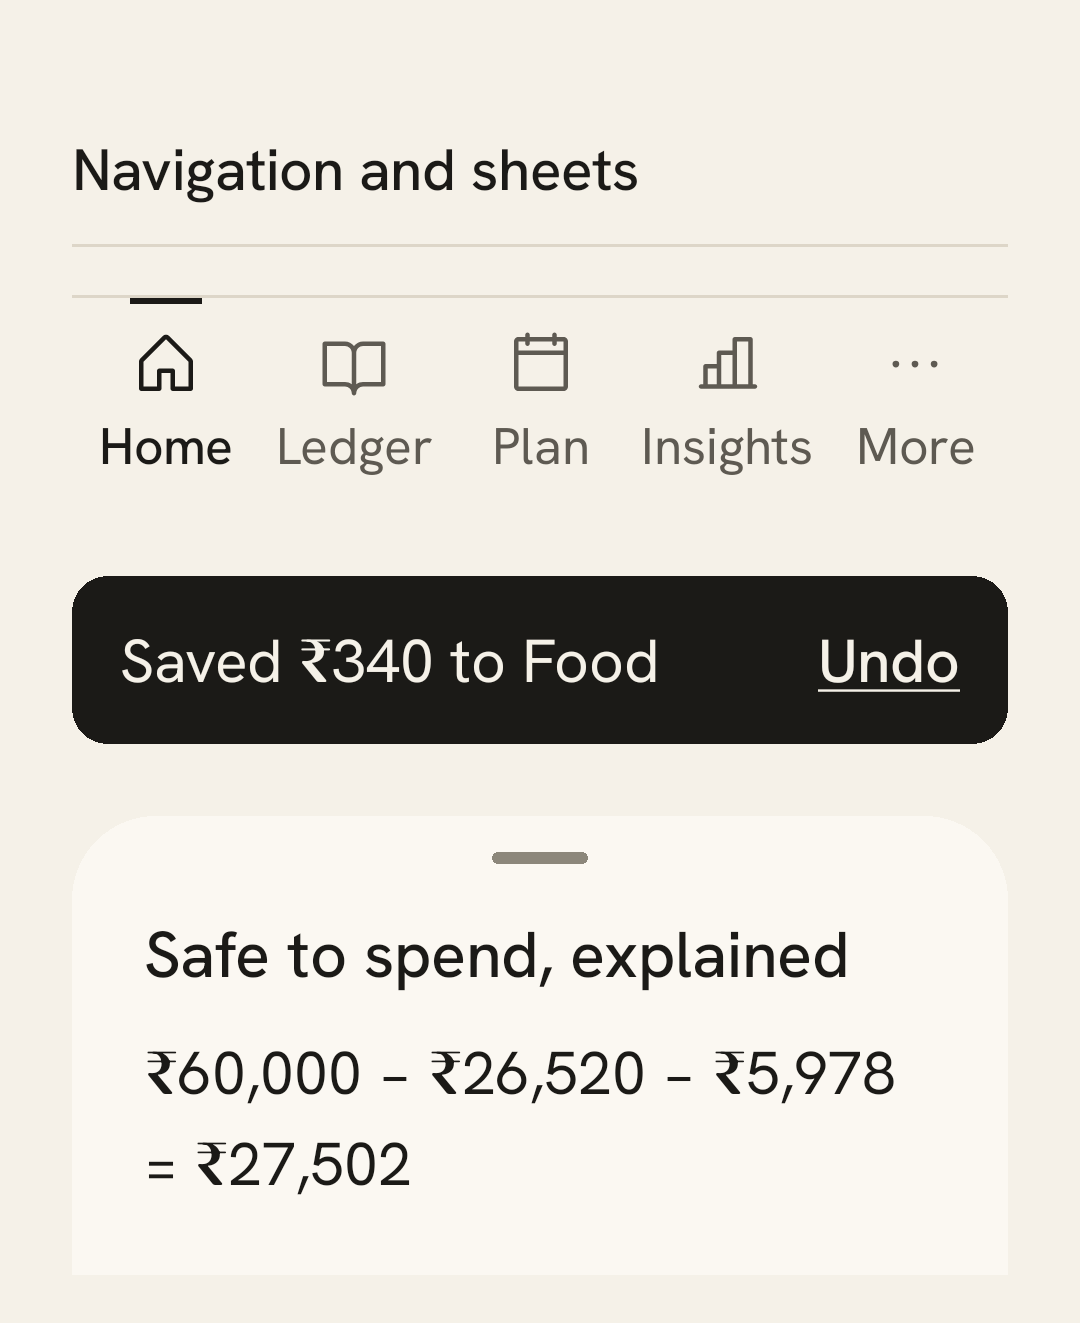 Navigation and sheets
Home Ledger Plan Insights More
Saved ₹340 to Food Undo
Safe to spend, explained
₹60,000 – ₹26,520 – ₹5,978
= ₹27,502